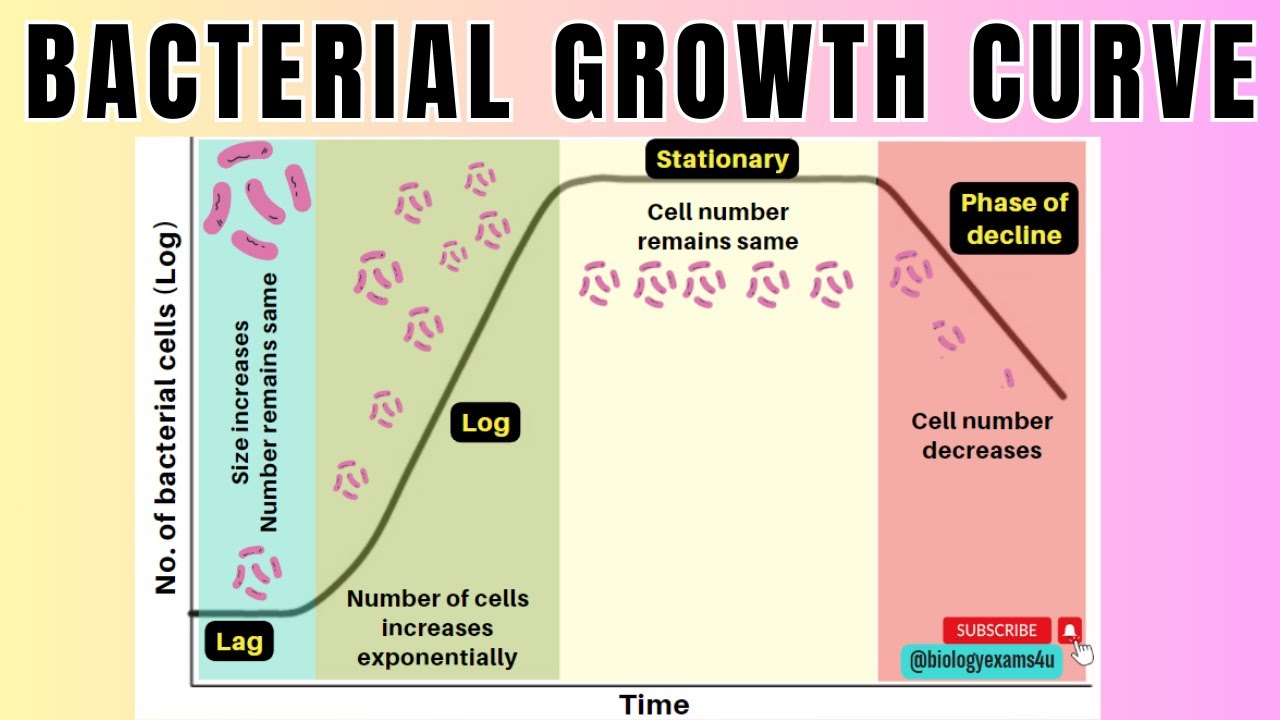 BACTERIAL GROWTH CURVE
No. of bacterial cells (Log)
Size increases
Number remains same
Lag
Log
Number of cells
increases
exponentially
Stationary
Cell number
remains same
Phase of
decline
Cell number
decreases
SUBSCRIBE
@biologyexams4u
Time